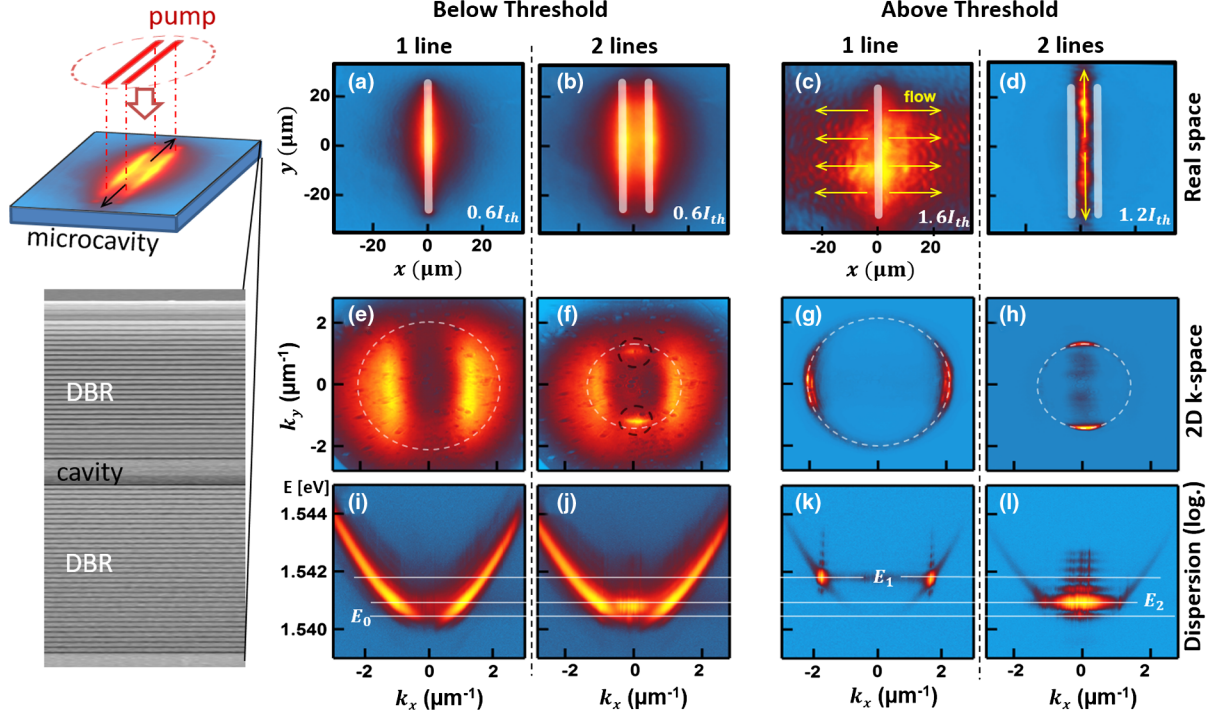 Below Threshold
Above Threshold
pump
1 line
2 lines
1 line
2 lines
(a)
(b)
(c)
(d)
flow
20
0
-20
y (μm)
0.6I_th
0.6I_th
1.6I_th
1.2I_th
Real space
microcavity
-20 0 20
-20 0 20
x (μm)
x (μm)
(e)
(f)
(g)
(h)
2
0
-2
k_y (μm⁻¹)
2D k-space
DBR
cavity
DBR
E [eV]
(i)
(j)
(k)
(l)
1.544
1.542
1.540
E₀
E₁
E₂
Dispersion (log.)
-2 0 2
0 2
-2 0 2
-2 0 2
k_x (μm⁻¹)
k_x (μm⁻¹)
k_x (μm⁻¹)
k_x (μm⁻¹)